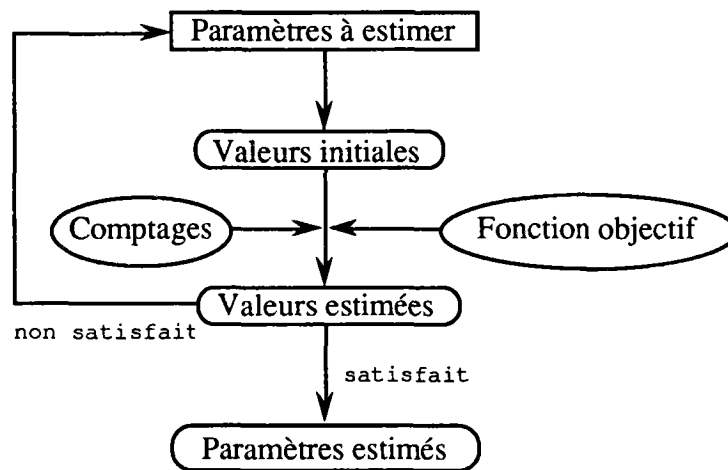 Paramètres à estimer
Valeurs initiales
Comptages
Fonction objectif
Valeurs estimées
non satisfait
satisfait
Paramètres estimés